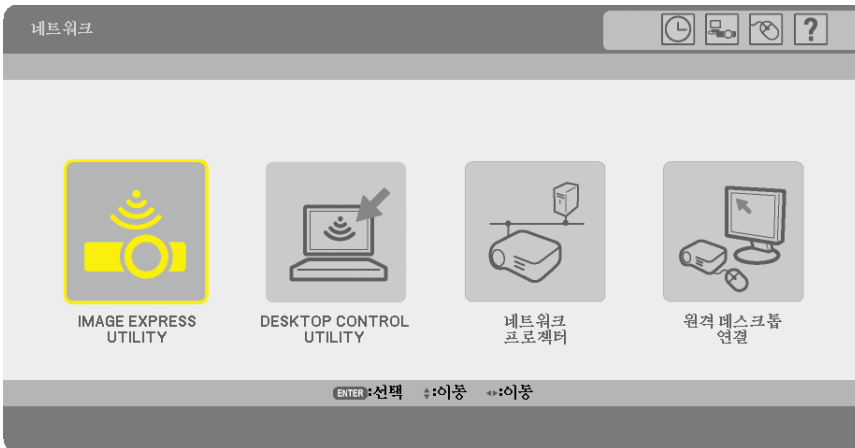 네트워크
?
IMAGE EXPRESS
UTILITY
DESKTOP CONTROL
UTILITY
네트워크
프로젝터
원격 데스크톱
연결
ENTER:선택 :이동 :이동